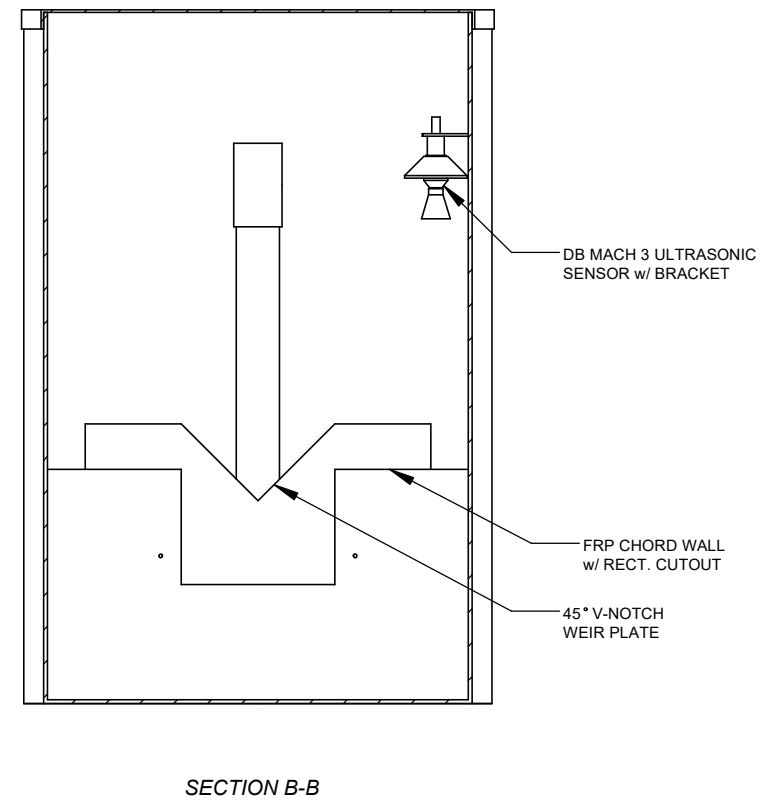 DB MACH 3 ULTRASONIC
SENSOR w/ BRACKET
FRP CHORD WALL
w/ RECT. CUTOUT
45° V-NOTCH
WEIR PLATE
SECTION B-B